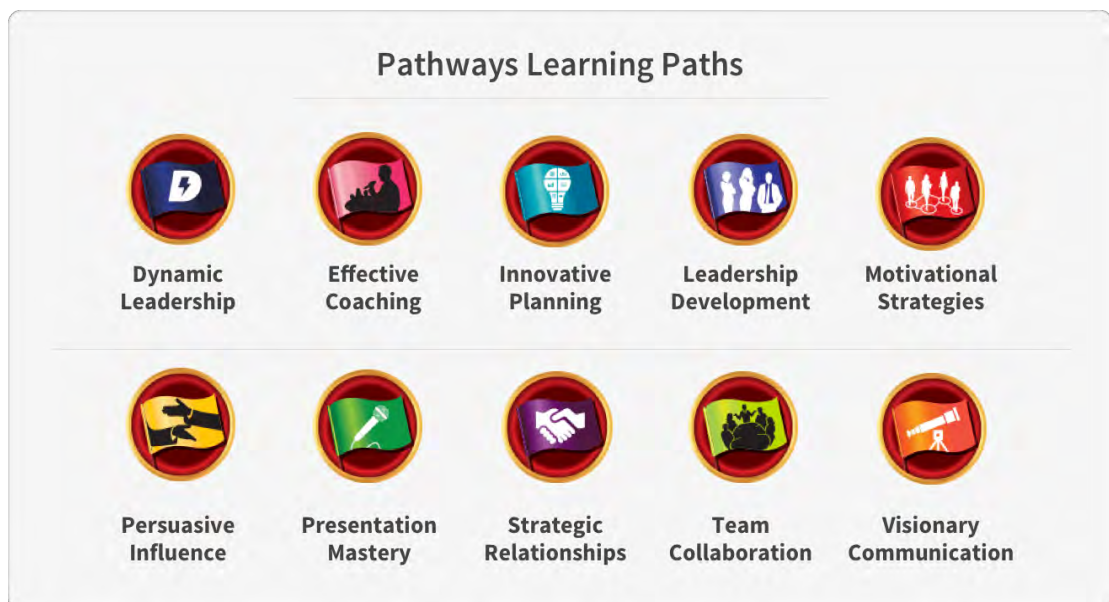 Pathways Learning Paths
D
Dynamic
Leadership
Effective
Coaching
Innovative
Planning
Leadership
Development
Motivational
Strategies
Persuasive
Influence
Presentation
Mastery
Strategic
Relationships
Team
Collaboration
Visionary
Communication